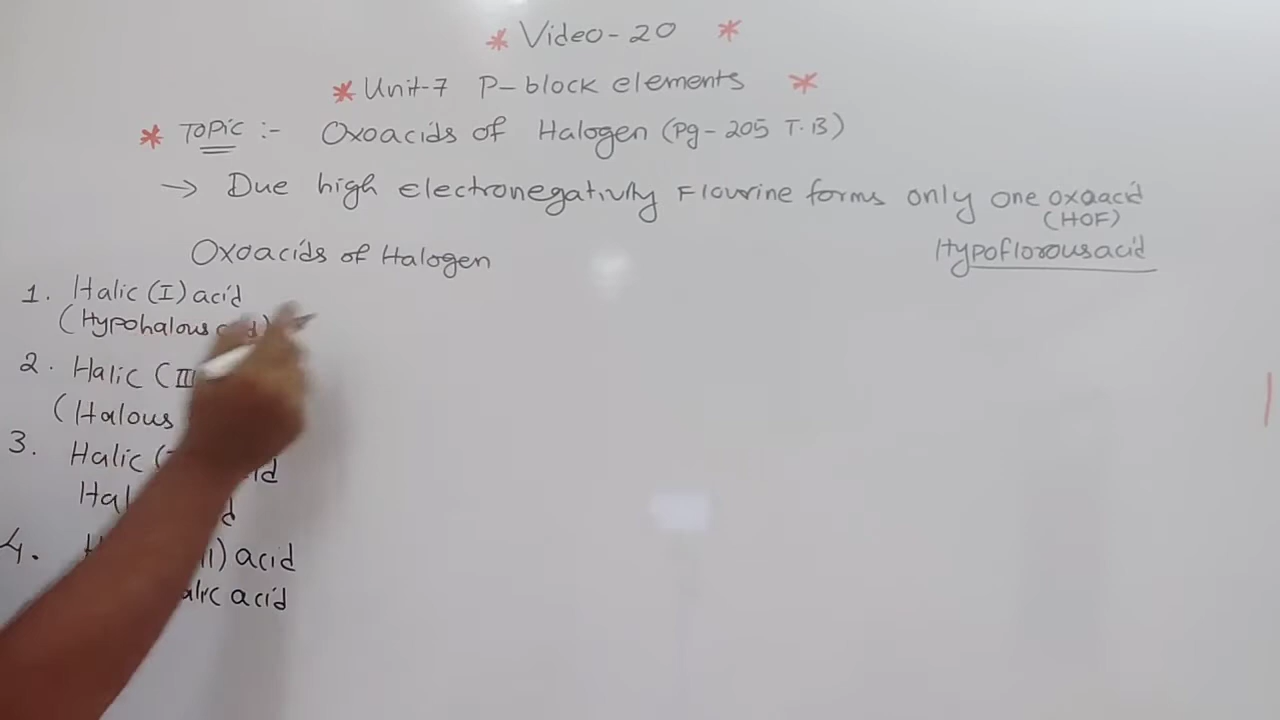 * Video-20 *
* Unit-7 P-block elements *
* Topic :- Oxoacids of Halogen (Pg-205 T.B)
→ Due high electronegativity Flourine forms only one oxoacid
(HOF)
Hypoflorousacid
Oxoacids of Halogen
1. Halic (I) acid
(Hypohalous acid)
2. Halic (III
(Halous
3. Halic (
Hal
4. acid
acid